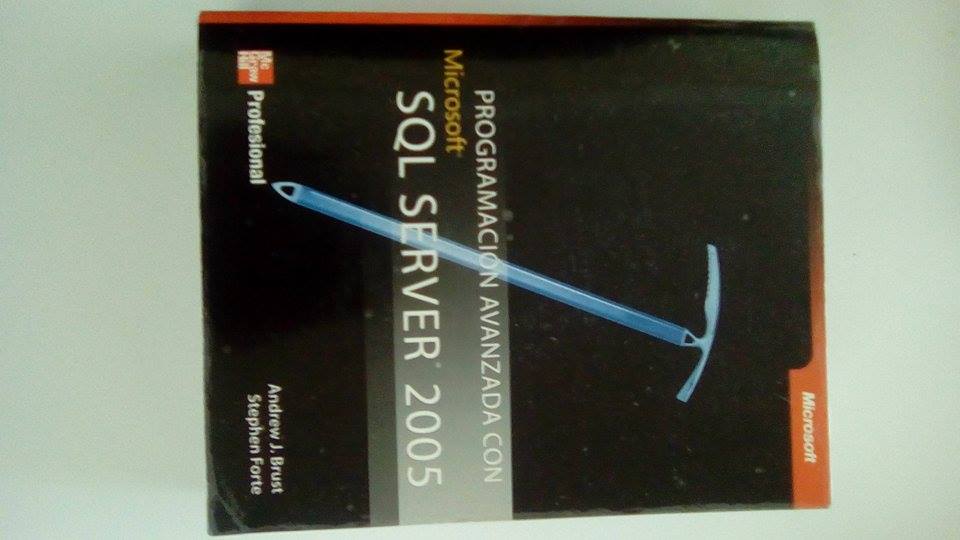 Microsoft
PROGRAMACIÓN AVANZADA CON
Microsoft®
SQL SERVER® 2005
Andrew J. Brust
Stephen Forte
Mc
Graw
Hill
Profesional